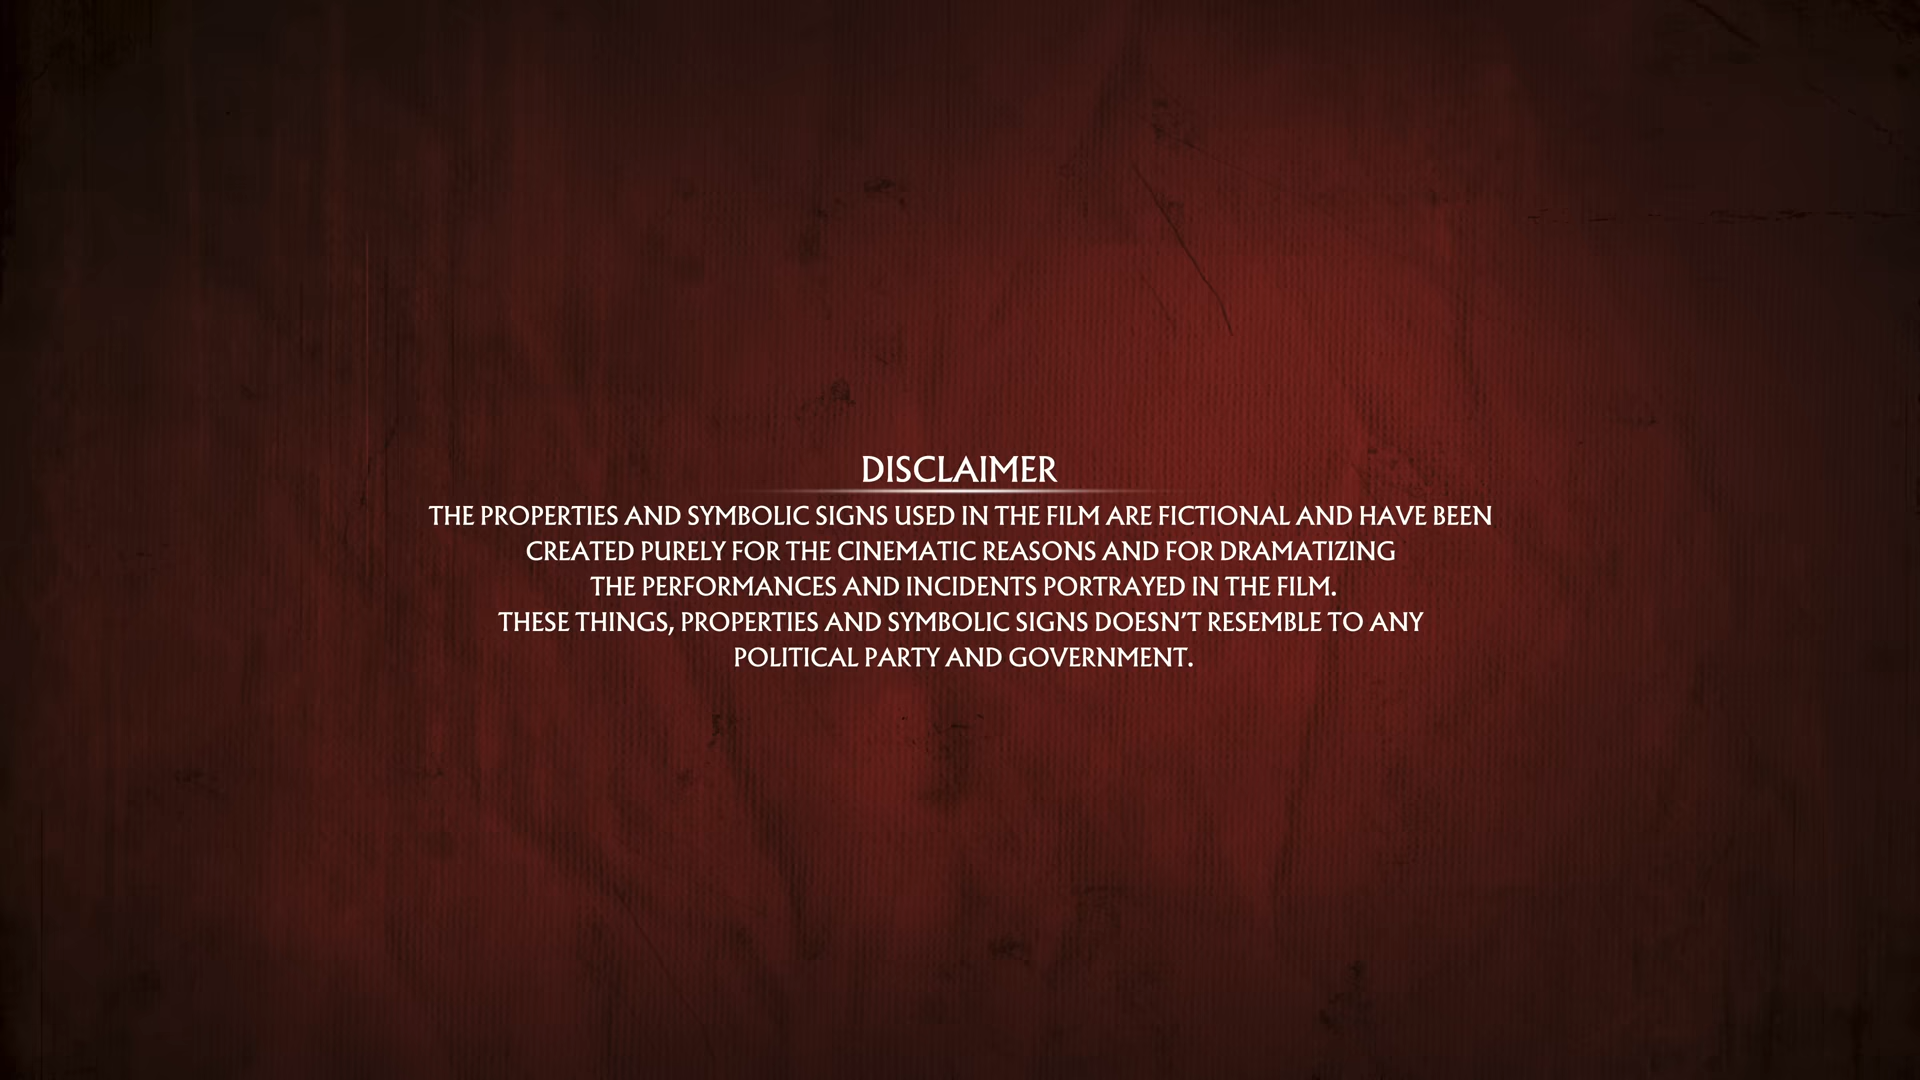 DISCLAIMER
THE PROPERTIES AND SYMBOLIC SIGNS USED IN THE FILM ARE FICTIONAL AND HAVE BEEN
CREATED PURELY FOR THE CINEMATIC REASONS AND FOR DRAMATIZING
THE PERFORMANCES AND INCIDENTS PORTRAYED IN THE FILM.
THESE THINGS, PROPERTIES AND SYMBOLIC SIGNS DOESN'T RESEMBLE TO ANY
POLITICAL PARTY AND GOVERNMENT.